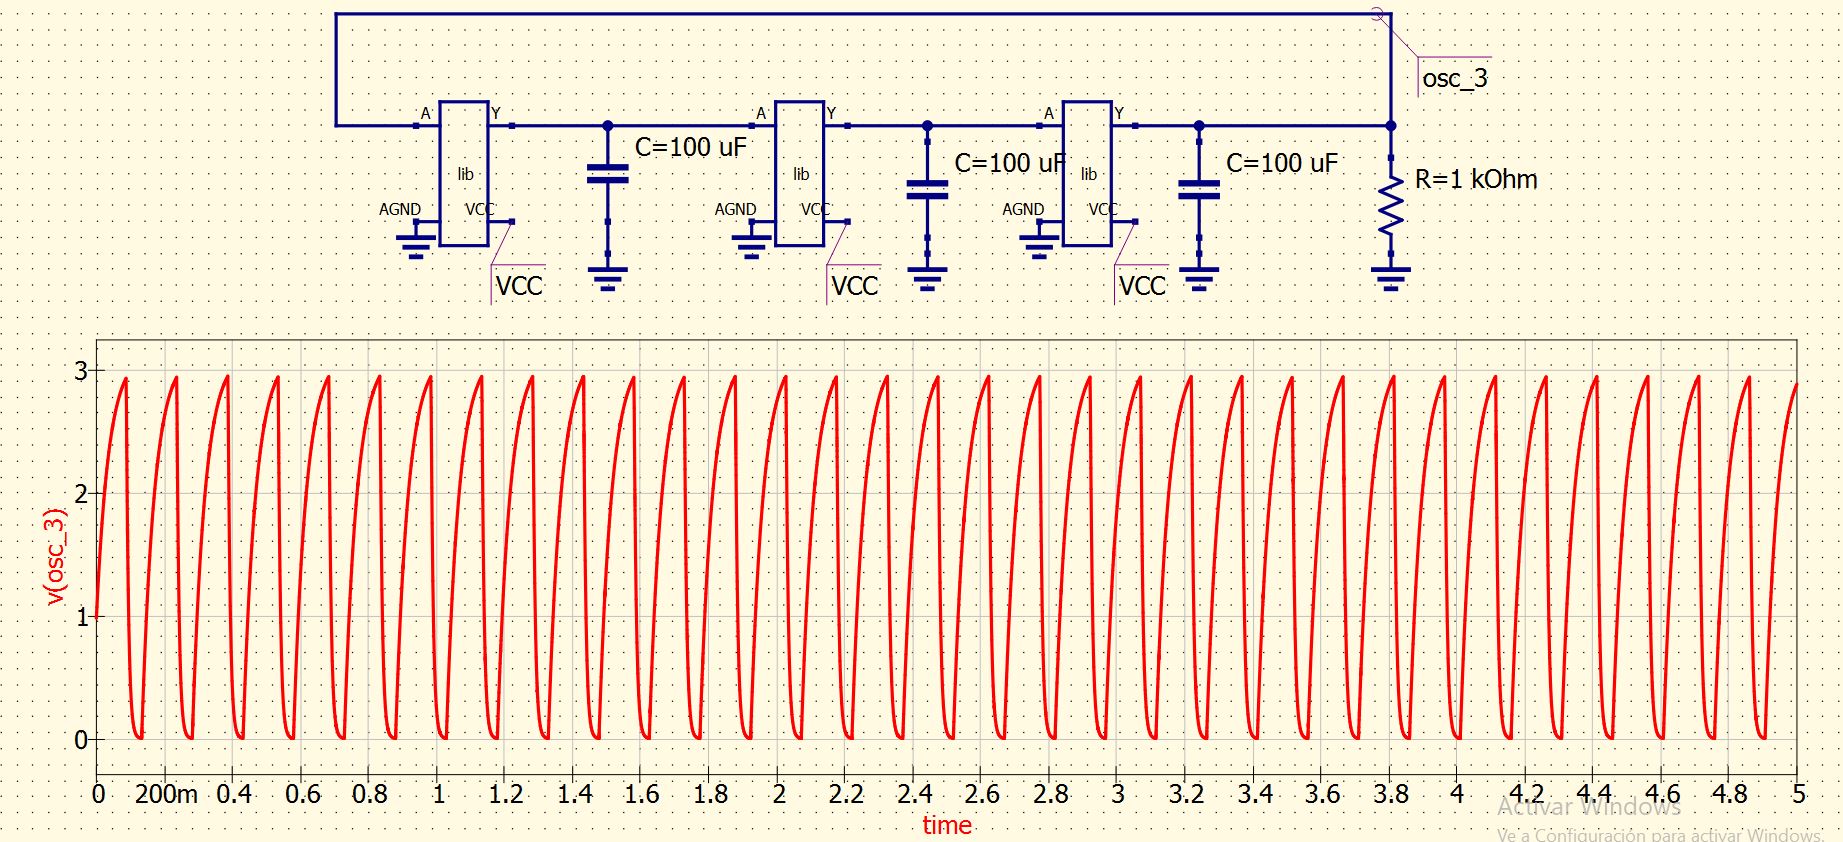 osc_3
A
Y
A
Y
A
Y
C=100 uF
C=100 uF
C=100 uF
lib
lib
lib
R=1 kOhm
AGND
VCC
AGND
VCC
AGND
VCC
VCC
VCC
VCC
3
2
1
0
v(osc_3)
0 200m 0.4 0.6 0.8 1 1.2 1.4 1.6 1.8 2 2.2 2.4 2.6 2.8 3 3.2 3.4 3.6 3.8 4 4.2 4.4 4.6 4.8 5
time
Activar Windows
Ve a Configuración para activar Windows.